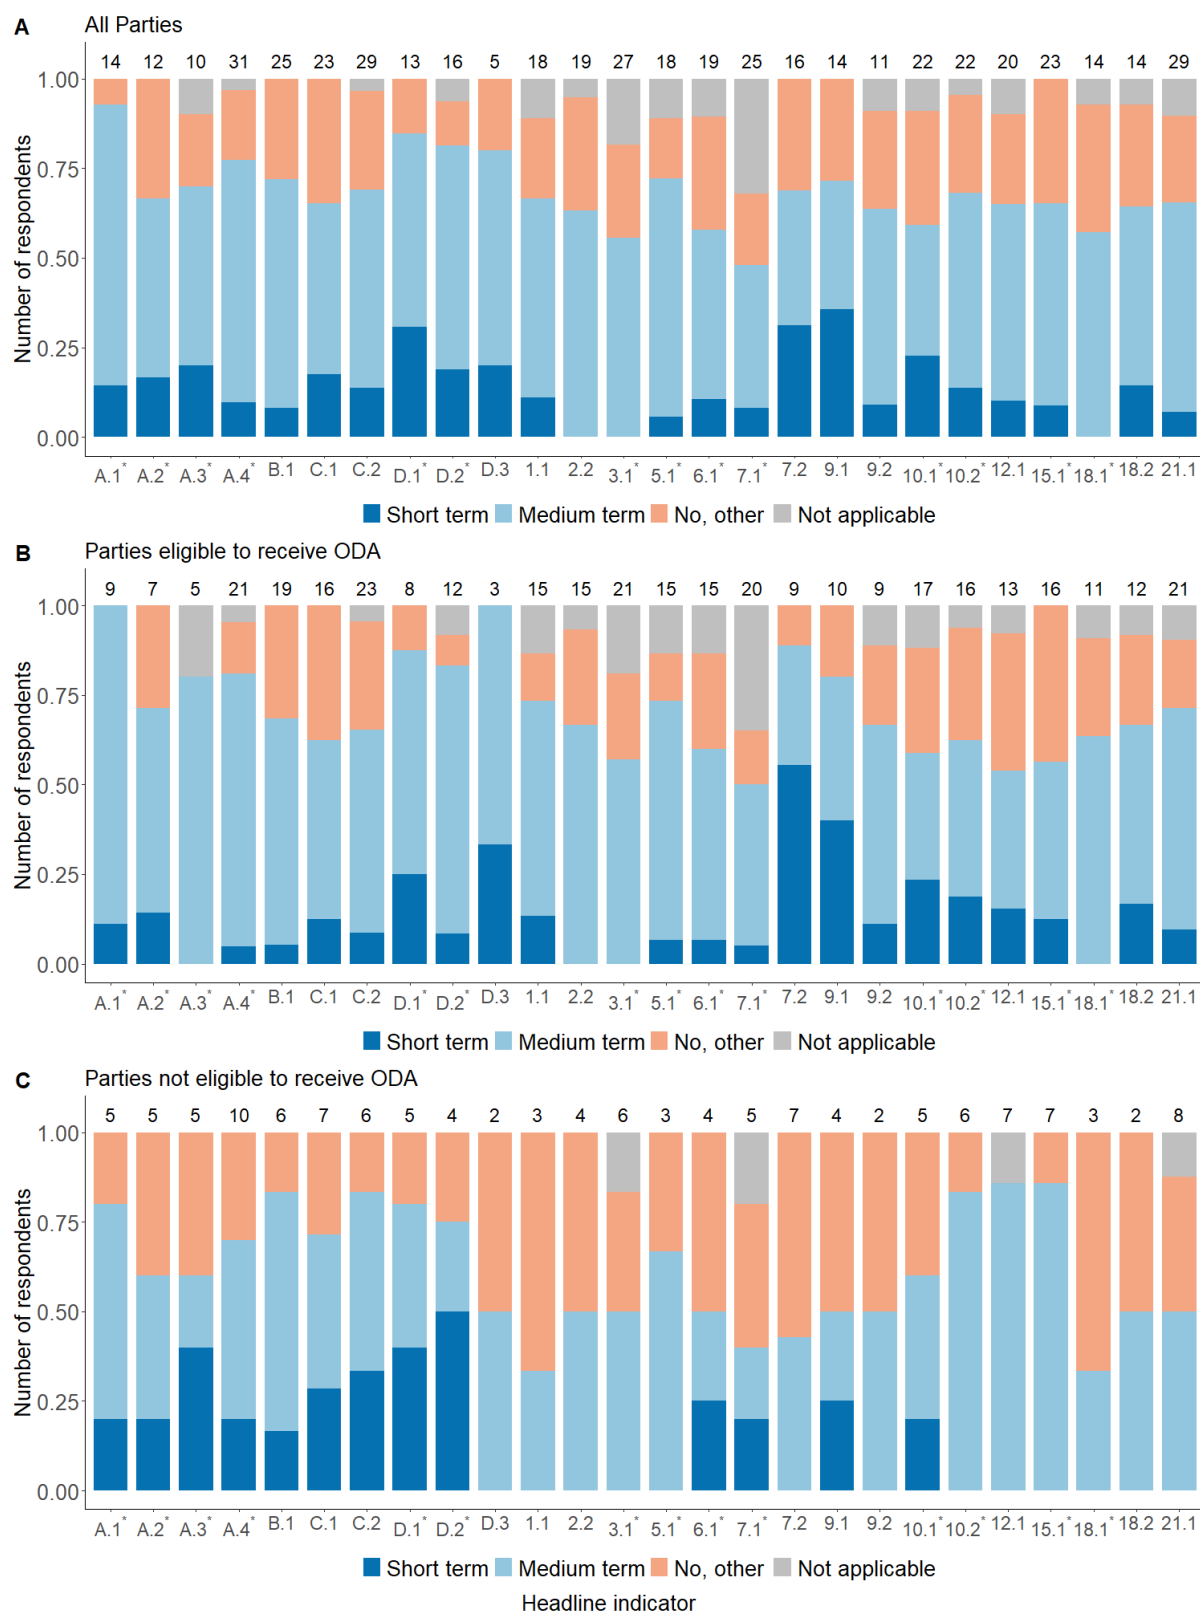 A All Parties
14 12 10 31 25 23 29 13 16 5 18 19 27 18 19 25 16 14 11 22 22 20 23 14 14 29
1.00
0.75
0.50
0.25
0.00
Number of respondents
A.1* A.2* A.3* A.4* B.1 C.1 C.2 D.1* D.2* D.3 1.1 2.2 3.1* 5.1* 6.1* 7.1* 7.2 9.1 9.2 10.1* 10.2* 12.1 15.1* 18.1* 18.2 21.1
Short term Medium term No, other Not applicable
B Parties eligible to receive ODA
9 7 5 21 19 16 23 8 12 3 15 15 21 15 15 20 9 10 9 17 16 13 16 11 12 21
1.00
0.75
0.50
0.25
0.00
Number of respondents
A.1* A.2* A.3* A.4* B.1 C.1 C.2 D.1* D.2* D.3 1.1 2.2 3.1* 5.1* 6.1* 7.1* 7.2 9.1 9.2 10.1* 10.2* 12.1 15.1* 18.1* 18.2 21.1
Short term Medium term No, other Not applicable
C Parties not eligible to receive ODA
5 5 5 10 6 7 6 5 4 2 3 4 6 3 4 5 7 4 2 5 6 7 7 3 2 8
1.00
0.75
0.50
0.25
0.00
Number of respondents
A.1* A.2* A.3* A.4* B.1 C.1 C.2 D.1* D.2* D.3 1.1 2.2 3.1* 5.1* 6.1* 7.1* 7.2 9.1 9.2 10.1* 10.2* 12.1 15.1* 18.1* 18.2 21.1
Short term Medium term No, other Not applicable
Headline indicator